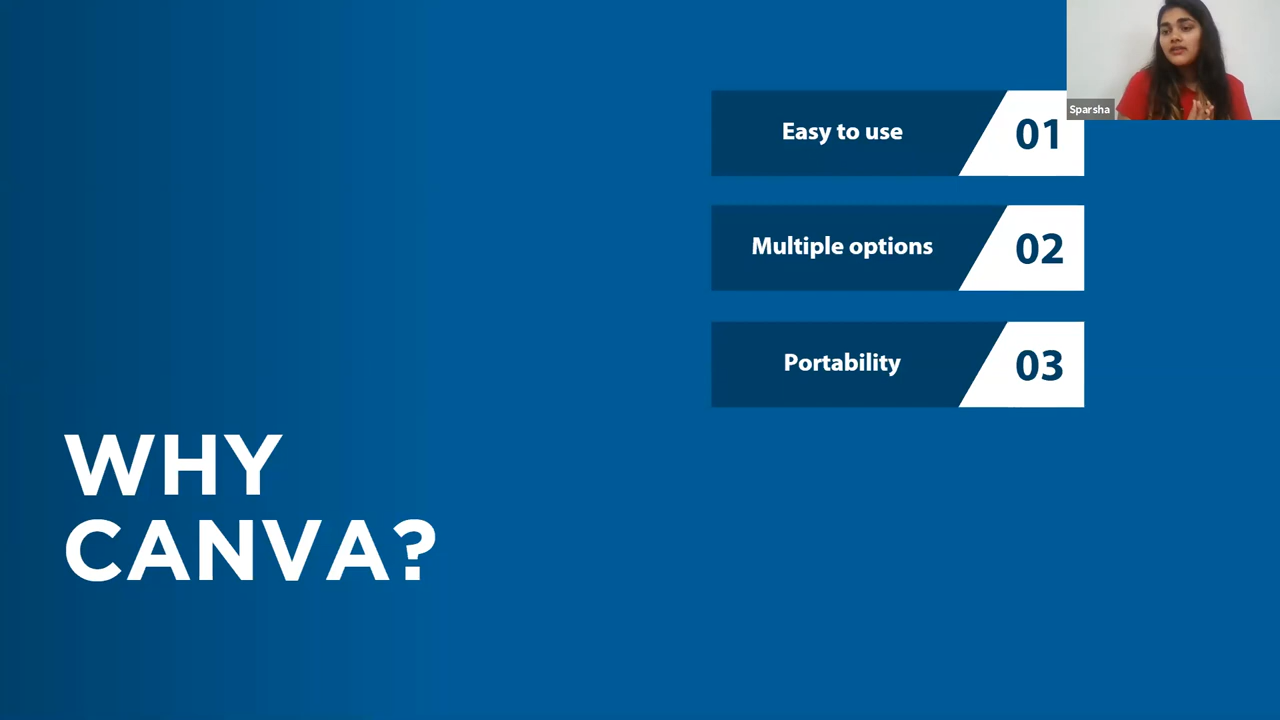 Sparsha
Easy to use
01
Multiple options
02
Portability
03
WHY
CANVA?